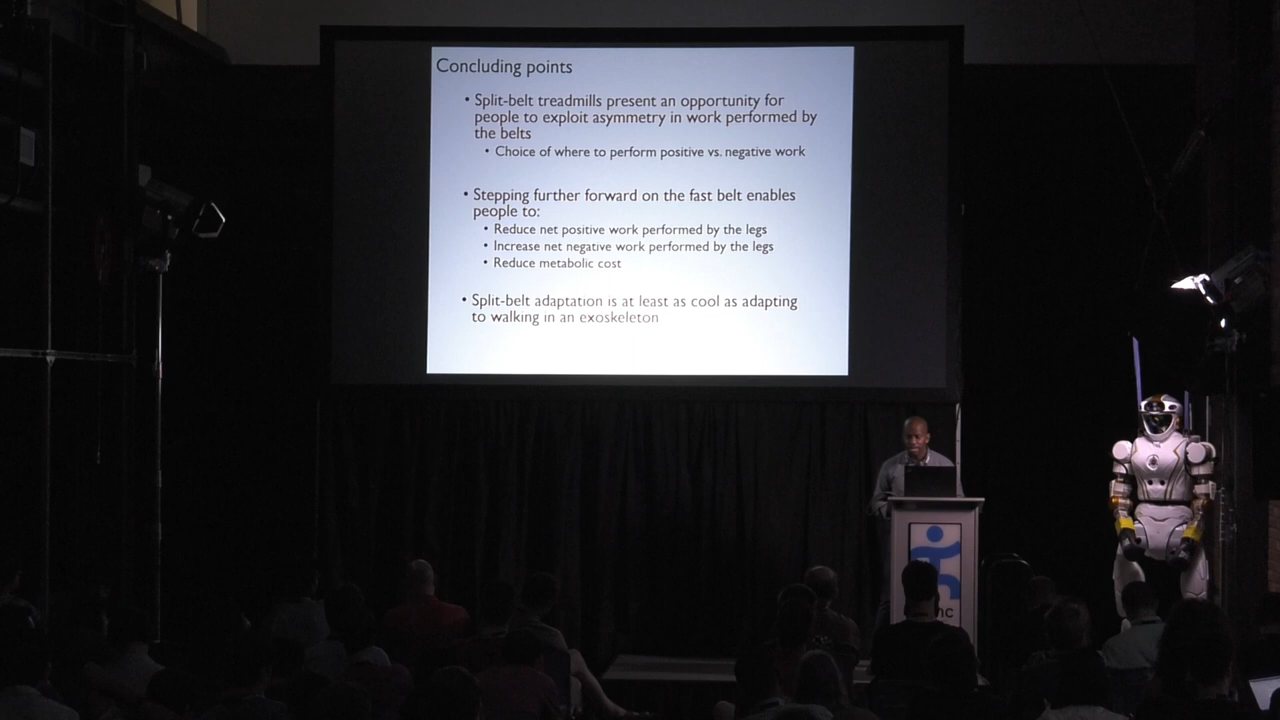 Concluding points
• Split-belt treadmills present an opportunity for
people to exploit asymmetry in work performed by
the belts
• Choice of where to perform positive vs. negative work
• Stepping further forward on the fast belt enables
people to:
• Reduce net positive work performed by the legs
• Increase net negative work performed by the legs
• Reduce metabolic cost
• Split-belt adaptation is at least as cool as adapting
to walking in an exoskeleton